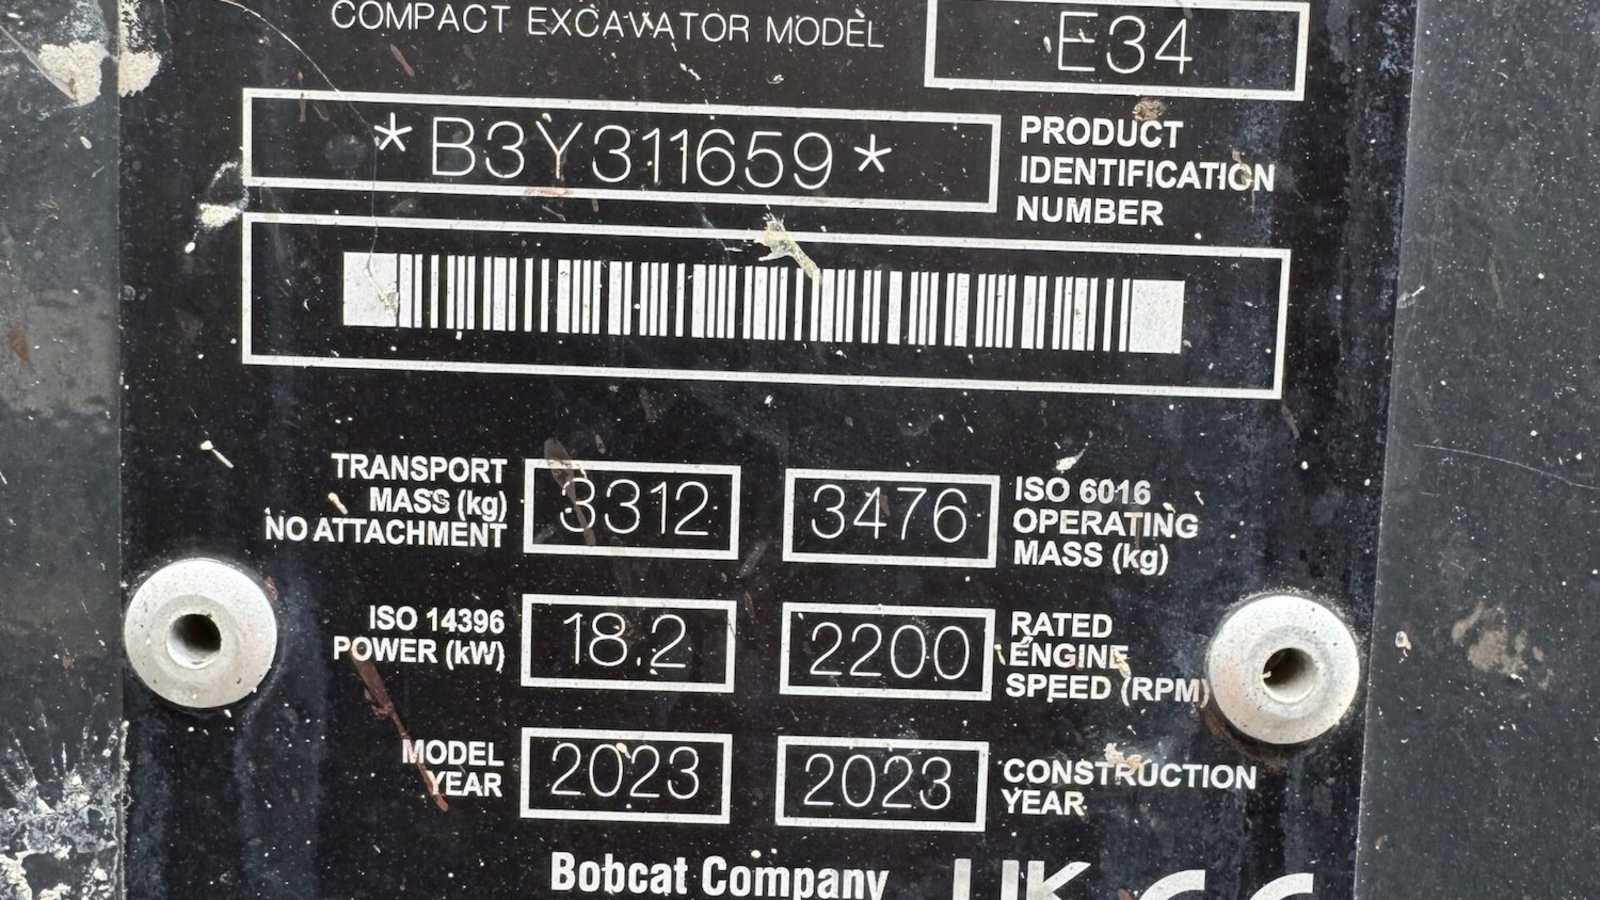 COMPACT EXCAVATOR MODEL E34
*B3Y311659* PRODUCT
IDENTIFICATION
NUMBER
TRANSPORT
MASS (kg)
NO ATTACHMENT
3312
3476
ISO 6016
OPERATING
MASS (kg)
ISO 14396
POWER (kW)
18.2
2200
RATED
ENGINE
SPEED (RPM)
MODEL
YEAR
2023
2023
CONSTRUCTION
YEAR
Bobcat Company
UK
CE